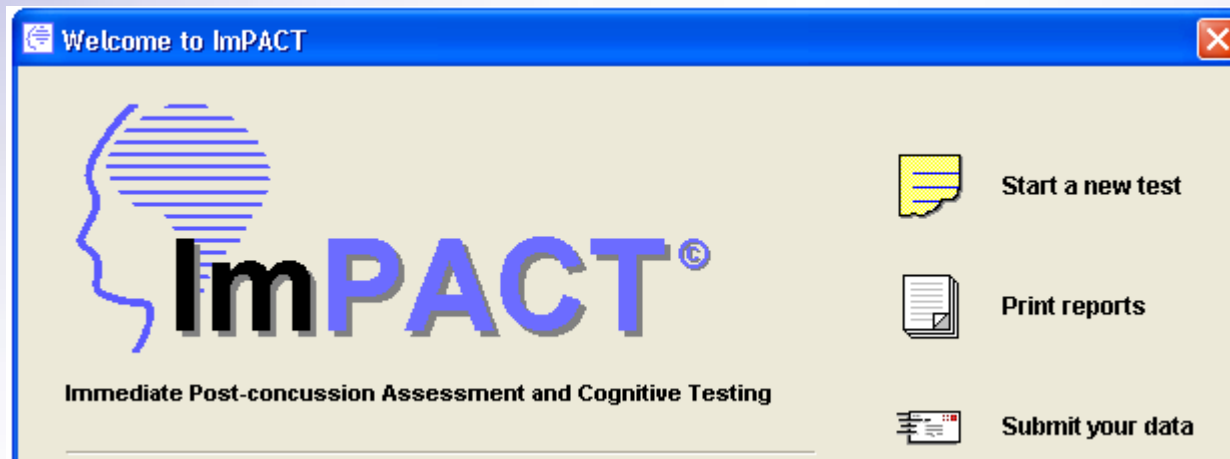 Welcome to ImPACT
ImPACT©
Immediate Post-concussion Assessment and Cognitive Testing
Start a new test
Print reports
Submit your data